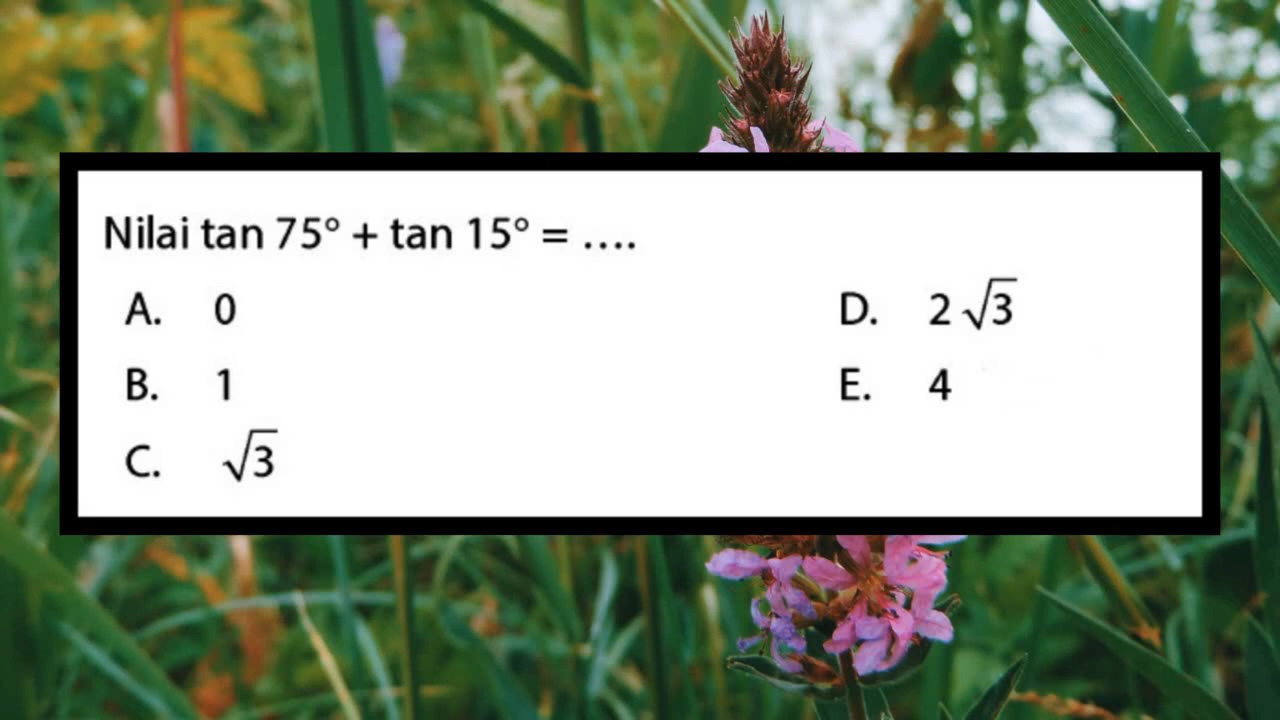 Nilai tan 75° + tan 15° = ....
A. 0
B. 1
C. √3
D. 2√3
E. 4